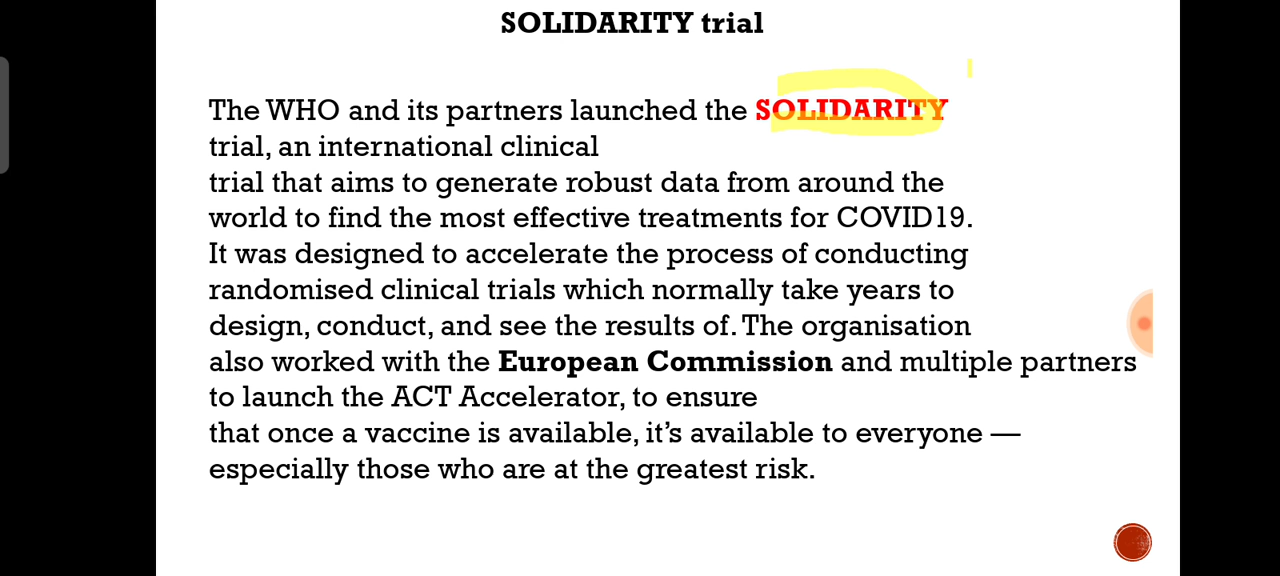 SOLIDARITY trial
The WHO and its partners launched the SOLIDARITY
trial, an international clinical
trial that aims to generate robust data from around the
world to find the most effective treatments for COVID19.
It was designed to accelerate the process of conducting
randomised clinical trials which normally take years to
design, conduct, and see the results of. The organisation
also worked with the European Commission and multiple partners
to launch the ACT Accelerator, to ensure
that once a vaccine is available, it’s available to everyone —
especially those who are at the greatest risk.